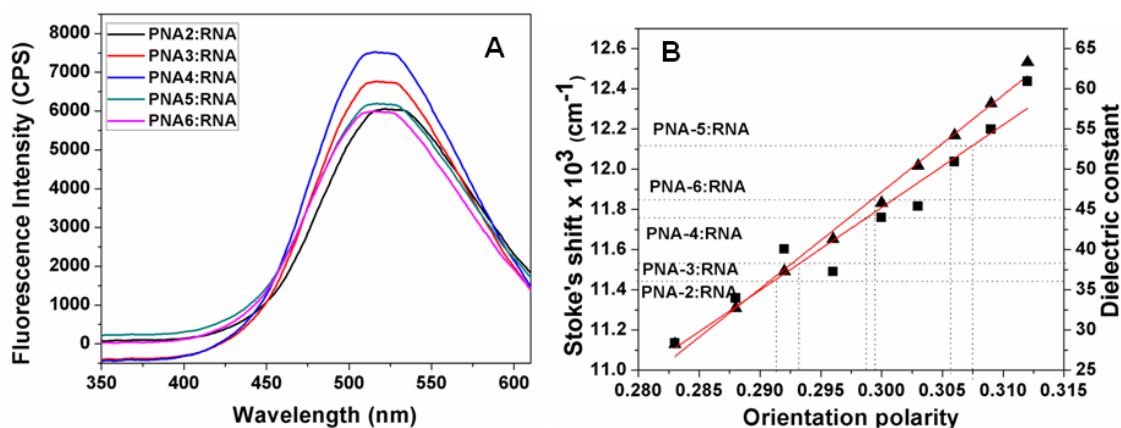 A
PNA2:RNA
PNA3:RNA
PNA4:RNA
PNA5:RNA
PNA6:RNA
8000
7000
6000
5000
4000
3000
2000
1000
0
Fluorescence Intensity (CPS)
350 400 450 500 550 600
Wavelength (nm)
B
12.6
12.4
12.2
12.0
11.8
11.6
11.4
11.2
11.0
Stoke's shift x 10³ (cm⁻¹)
PNA-5:RNA
PNA-6:RNA
PNA-4:RNA
PNA-3:RNA
PNA-2:RNA
65
60
55
50
45
40
35
30
25
Dielectric constant
0.280 0.285 0.290 0.295 0.300 0.305 0.310 0.315
Orientation polarity